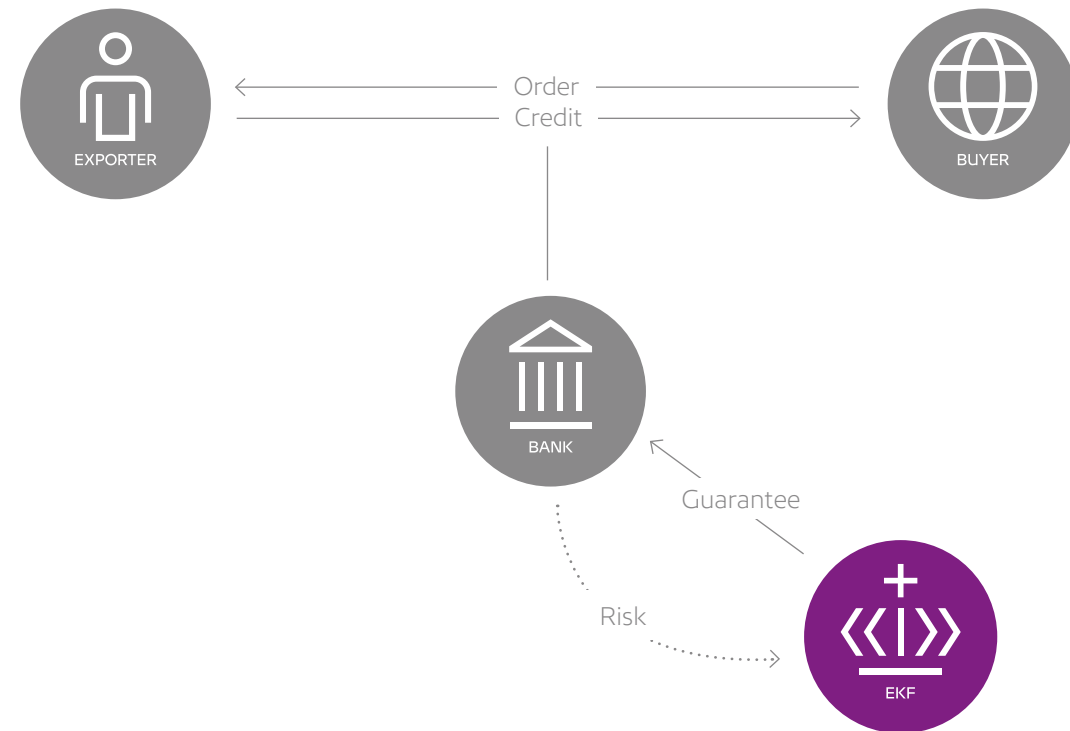 Order
Credit
EXPORTER
BUYER
BANK
Guarantee
Risk
EKF